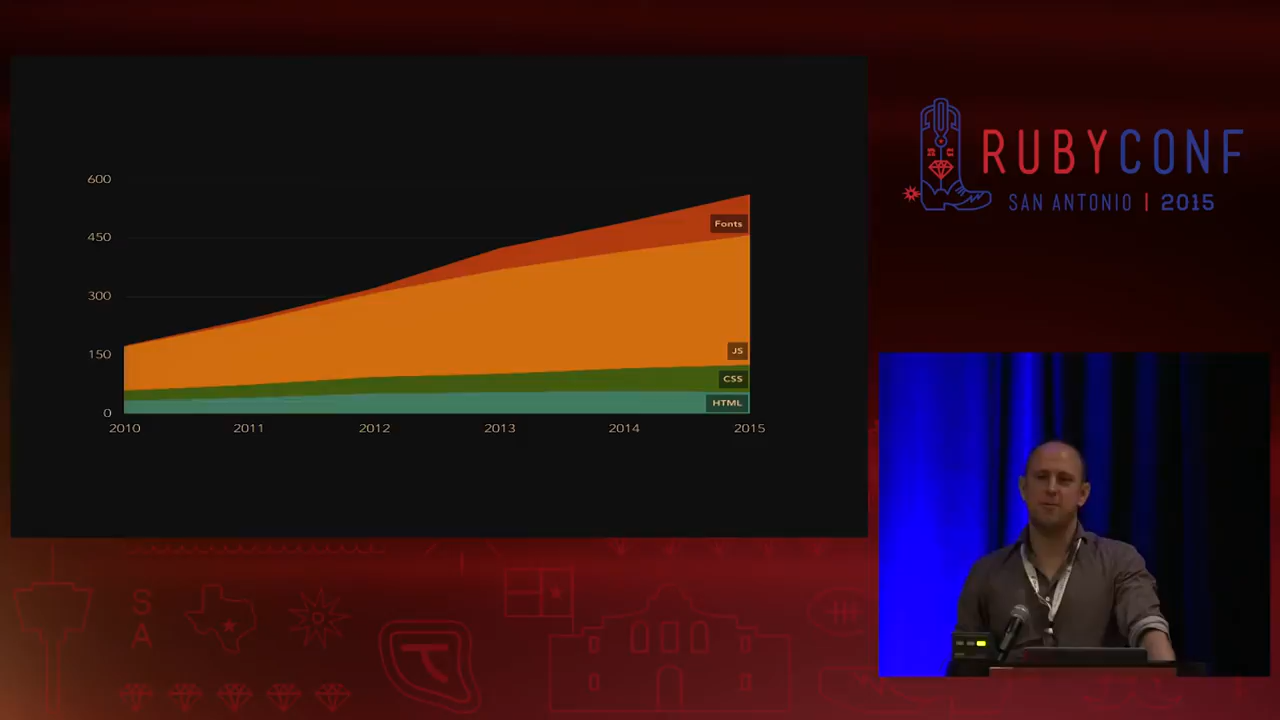 600
450
300
150
0
2010
2011
2012
2013
2014
2015
Fonts
JS
CSS
HTML
RUBYCONF
SAN ANTONIO | 2015
S
A